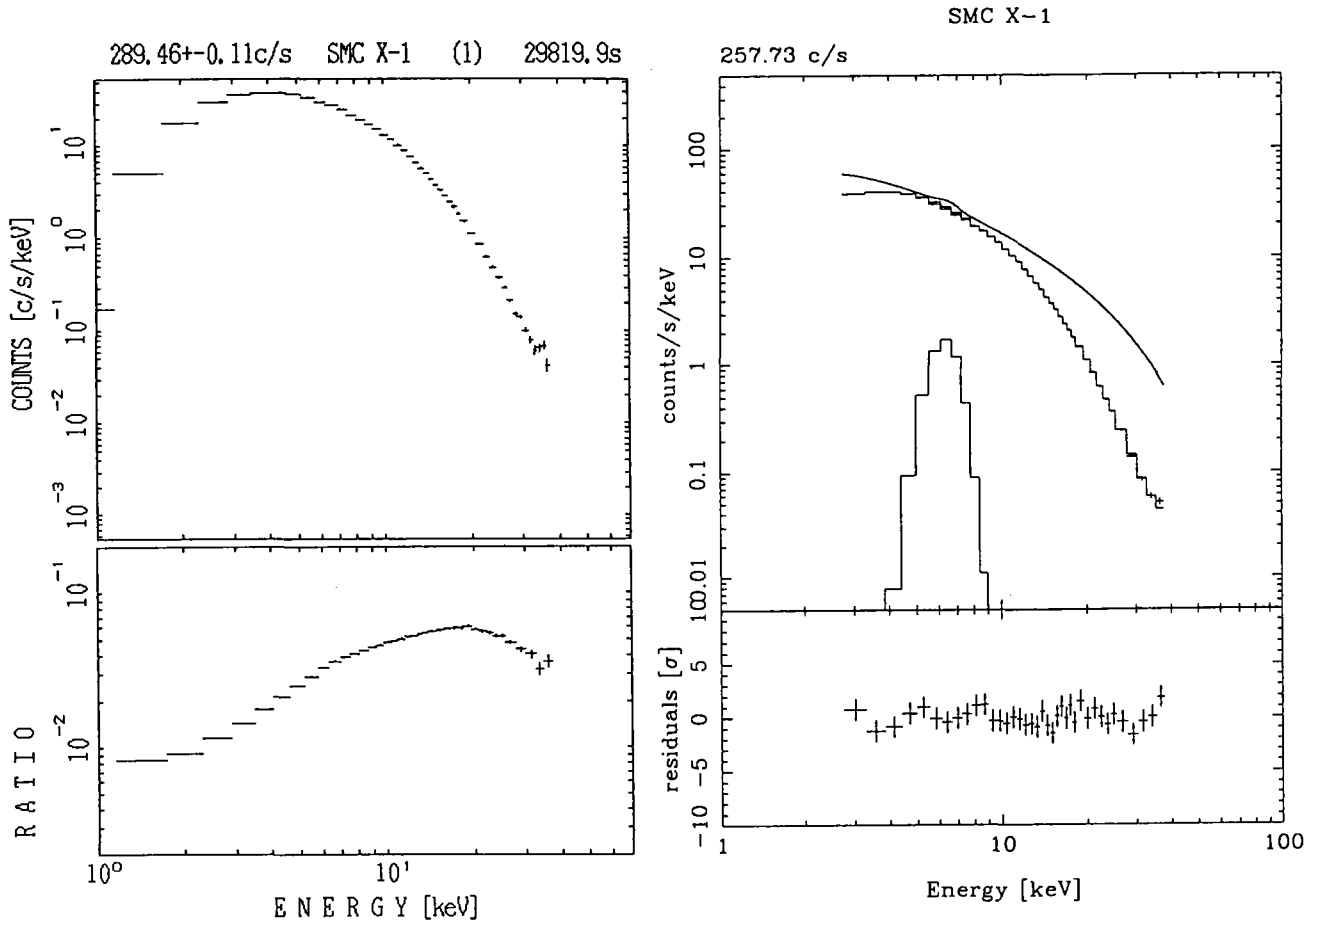 SMC X-1
289.46+-0.11c/s SMC X-1 (1) 29819.9s
257.73 c/s
COUNTS [c/s/keV]
10^1
10^0
10^-1
10^-2
10^-3
RATIO
10^-1
10^-2
10^0 10^1
ENERGY [keV]
counts/s/keV
100
10
1
0.1
0.01
residuals [σ]
10
5
0
-5
-10
1 10 100
Energy [keV]